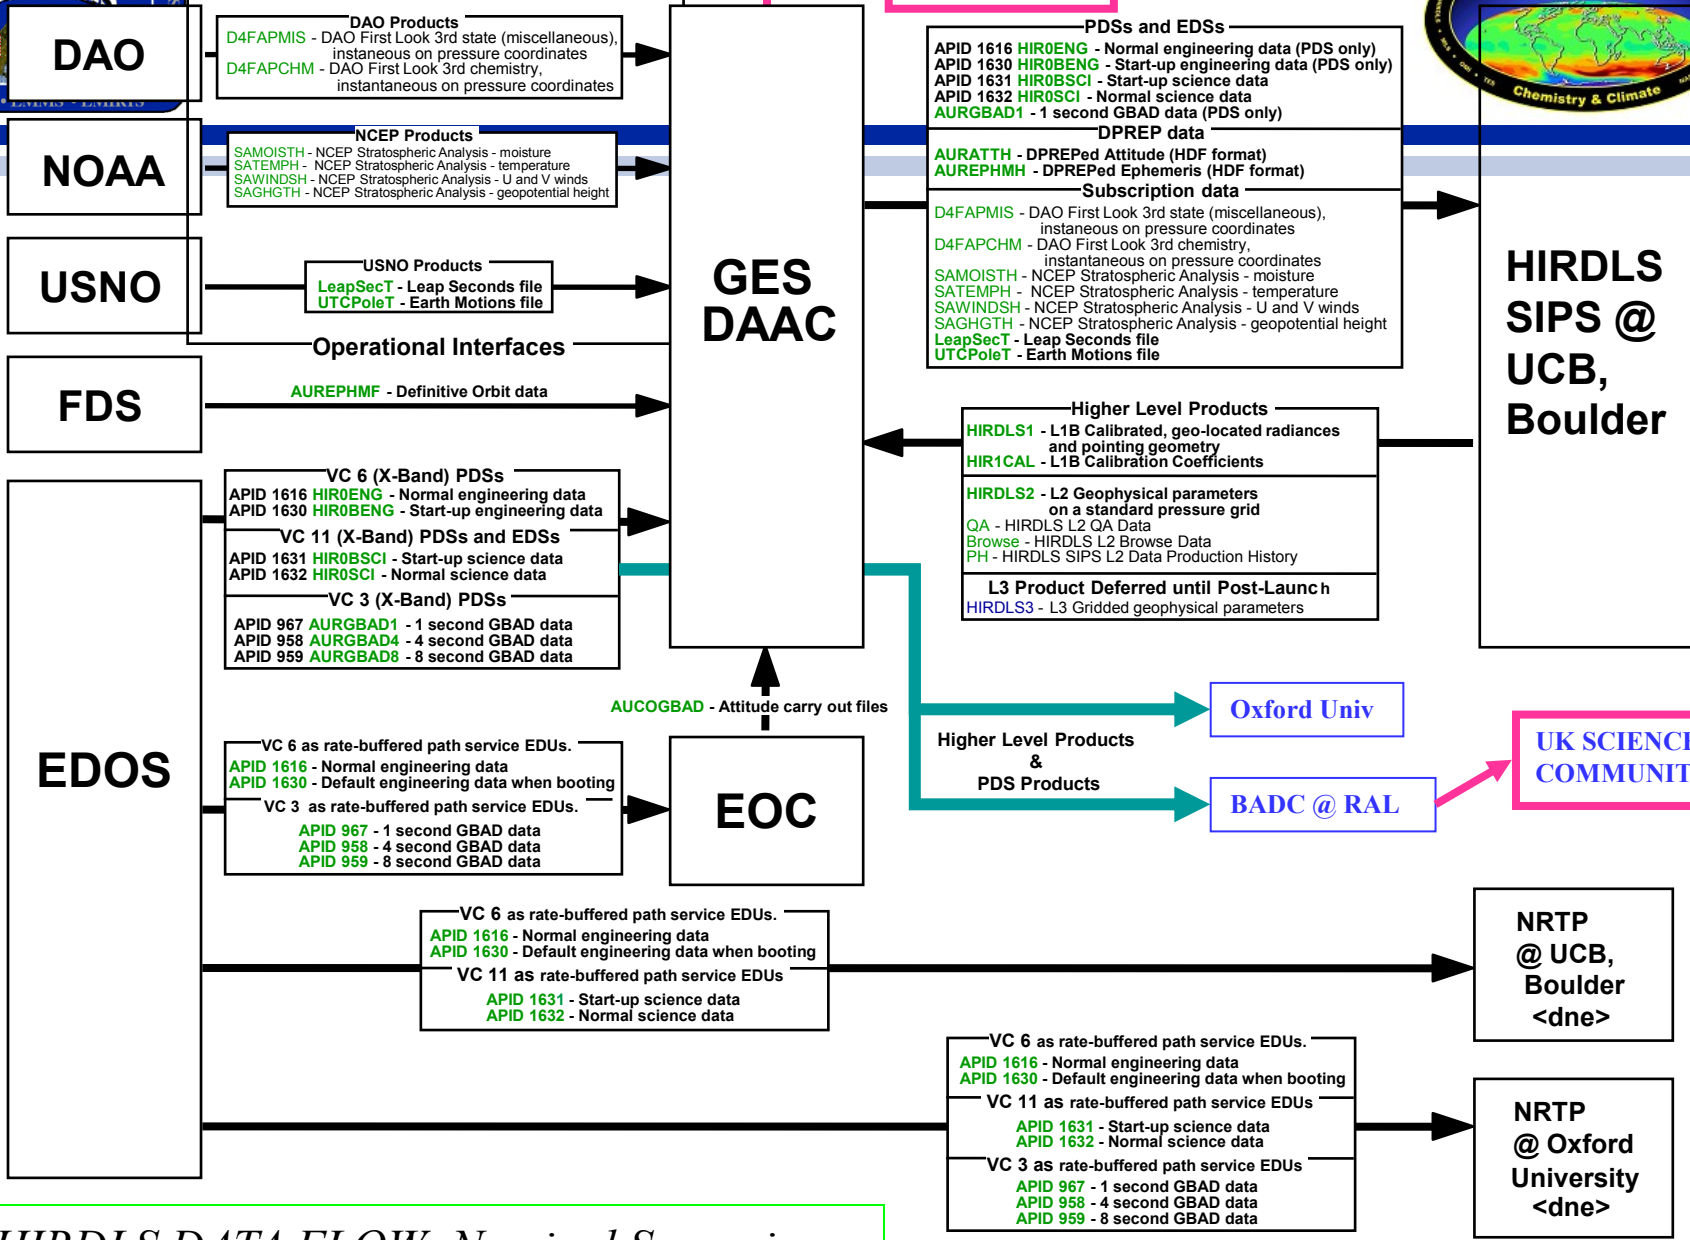 DAO
DAO Products
D4FAPMIS - DAO First Look 3rd state (miscellaneous),
instaneous on pressure coordinates
D4FAPCHM - DAO First Look 3rd chemistry,
instantaneous on pressure coordinates
NOAA
NCEP Products
SAMOISTH - NCEP Stratospheric Analysis - moisture
SATEMPH - NCEP Stratospheric Analysis - temperature
SAWINDSH - NCEP Stratospheric Analysis - U and V winds
SAGHGTH - NCEP Stratospheric Analysis - geopotential height
USNO
USNO Products
LeapSecT - Leap Seconds file
UTCPoleT - Earth Motions file
Operational Interfaces
FDS
AUREPHMF - Definitive Orbit data
EDOS
VC 6 (X-Band) PDSs
APID 1616 HIR0ENG - Normal engineering data
APID 1630 HIR0BENG - Start-up engineering data
VC 11 (X-Band) PDSs and EDSs
APID 1631 HIR0BSCI - Start-up science data
APID 1632 HIR0SCI - Normal science data
VC 3 (X-Band) PDSs
APID 967 AURGBAD1 - 1 second GBAD data
APID 958 AURGBAD4 - 4 second GBAD data
APID 959 AURGBAD8 - 8 second GBAD data
GES
DAAC
AUCOGBAD - Attitude carry out files
VC 6 as rate-buffered path service EDUs.
APID 1616 - Normal engineering data
APID 1630 - Default engineering data when booting
VC 3 as rate-buffered path service EDUs.
APID 967 - 1 second GBAD data
APID 958 - 4 second GBAD data
APID 959 - 8 second GBAD data
EOC
PDSs and EDSs
APID 1616 HIR0ENG - Normal engineering data (PDS only)
APID 1630 HIR0BENG - Start-up engineering data (PDS only)
APID 1631 HIR0BSCI - Start-up science data
APID 1632 HIR0SCI - Normal science data
AURGBAD1 - 1 second GBAD data (PDS only)
DPREP data
AURATTH - DPREPed Attitude (HDF format)
AUREPHMH - DPREPed Ephemeris (HDF format)
Subscription data
D4FAPMIS - DAO First Look 3rd state (miscellaneous),
instaneous on pressure coordinates
D4FAPCHM - DAO First Look 3rd chemistry,
instantaneous on pressure coordinates
SAMOISTH - NCEP Stratospheric Analysis - moisture
SATEMPH - NCEP Stratospheric Analysis - temperature
SAWINDSH - NCEP Stratospheric Analysis - U and V winds
SAGHGTH - NCEP Stratospheric Analysis - geopotential height
LeapSecT - Leap Seconds file
UTCPoleT - Earth Motions file
Chemistry & Climate
HIRDLS
SIPS @
UCB,
Boulder
Higher Level Products
HIRDLS1 - L1B Calibrated, geo-located radiances
and pointing geometry
HIR1CAL - L1B Calibration Coefficients
HIRDLS2 - L2 Geophysical parameters
on a standard pressure grid
QA - HIRDLS L2 QA Data
Browse - HIRDLS L2 Browse Data
PH - HIRDLS SIPS L2 Data Production History
L3 Product Deferred until Post-Launch
HIRDLS3 - L3 Gridded geophysical parameters
Higher Level Products
&
PDS Products
Oxford Univ
BADC @ RAL
UK SCIENCE
COMMUNIT
VC 6 as rate-buffered path service EDUs.
APID 1616 - Normal engineering data
APID 1630 - Default engineering data when booting
VC 11 as rate-buffered path service EDUs
APID 1631 - Start-up science data
APID 1632 - Normal science data
NRTP
@ UCB,
Boulder
<dne>
VC 6 as rate-buffered path service EDUs.
APID 1616 - Normal engineering data
APID 1630 - Default engineering data when booting
VC 11 as rate-buffered path service EDUs
APID 1631 - Start-up science data
APID 1632 - Normal science data
VC 3 as rate-buffered path service EDUs
APID 967 - 1 second GBAD data
APID 958 - 4 second GBAD data
APID 959 - 8 second GBAD data
NRTP
@ Oxford
University
<dne>